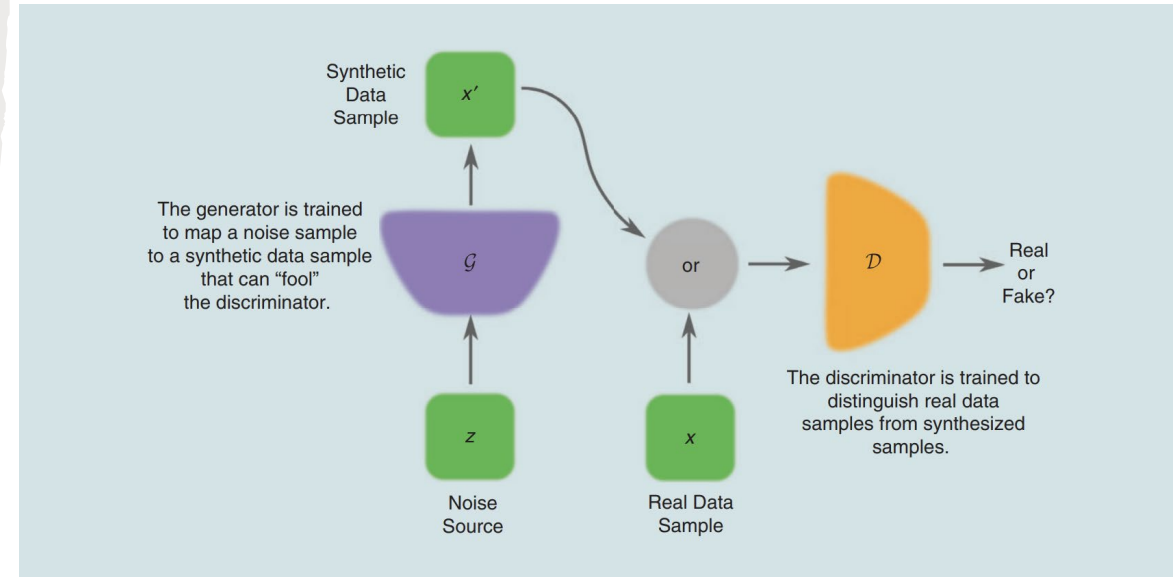 Synthetic
Data
Sample
x′
The generator is trained
to map a noise sample
to a synthetic data sample
that can “fool”
the discriminator.
G
or
D
Real
or
Fake?
The discriminator is trained to
distinguish real data
samples from synthesized
samples.
z
x
Noise
Source
Real Data
Sample